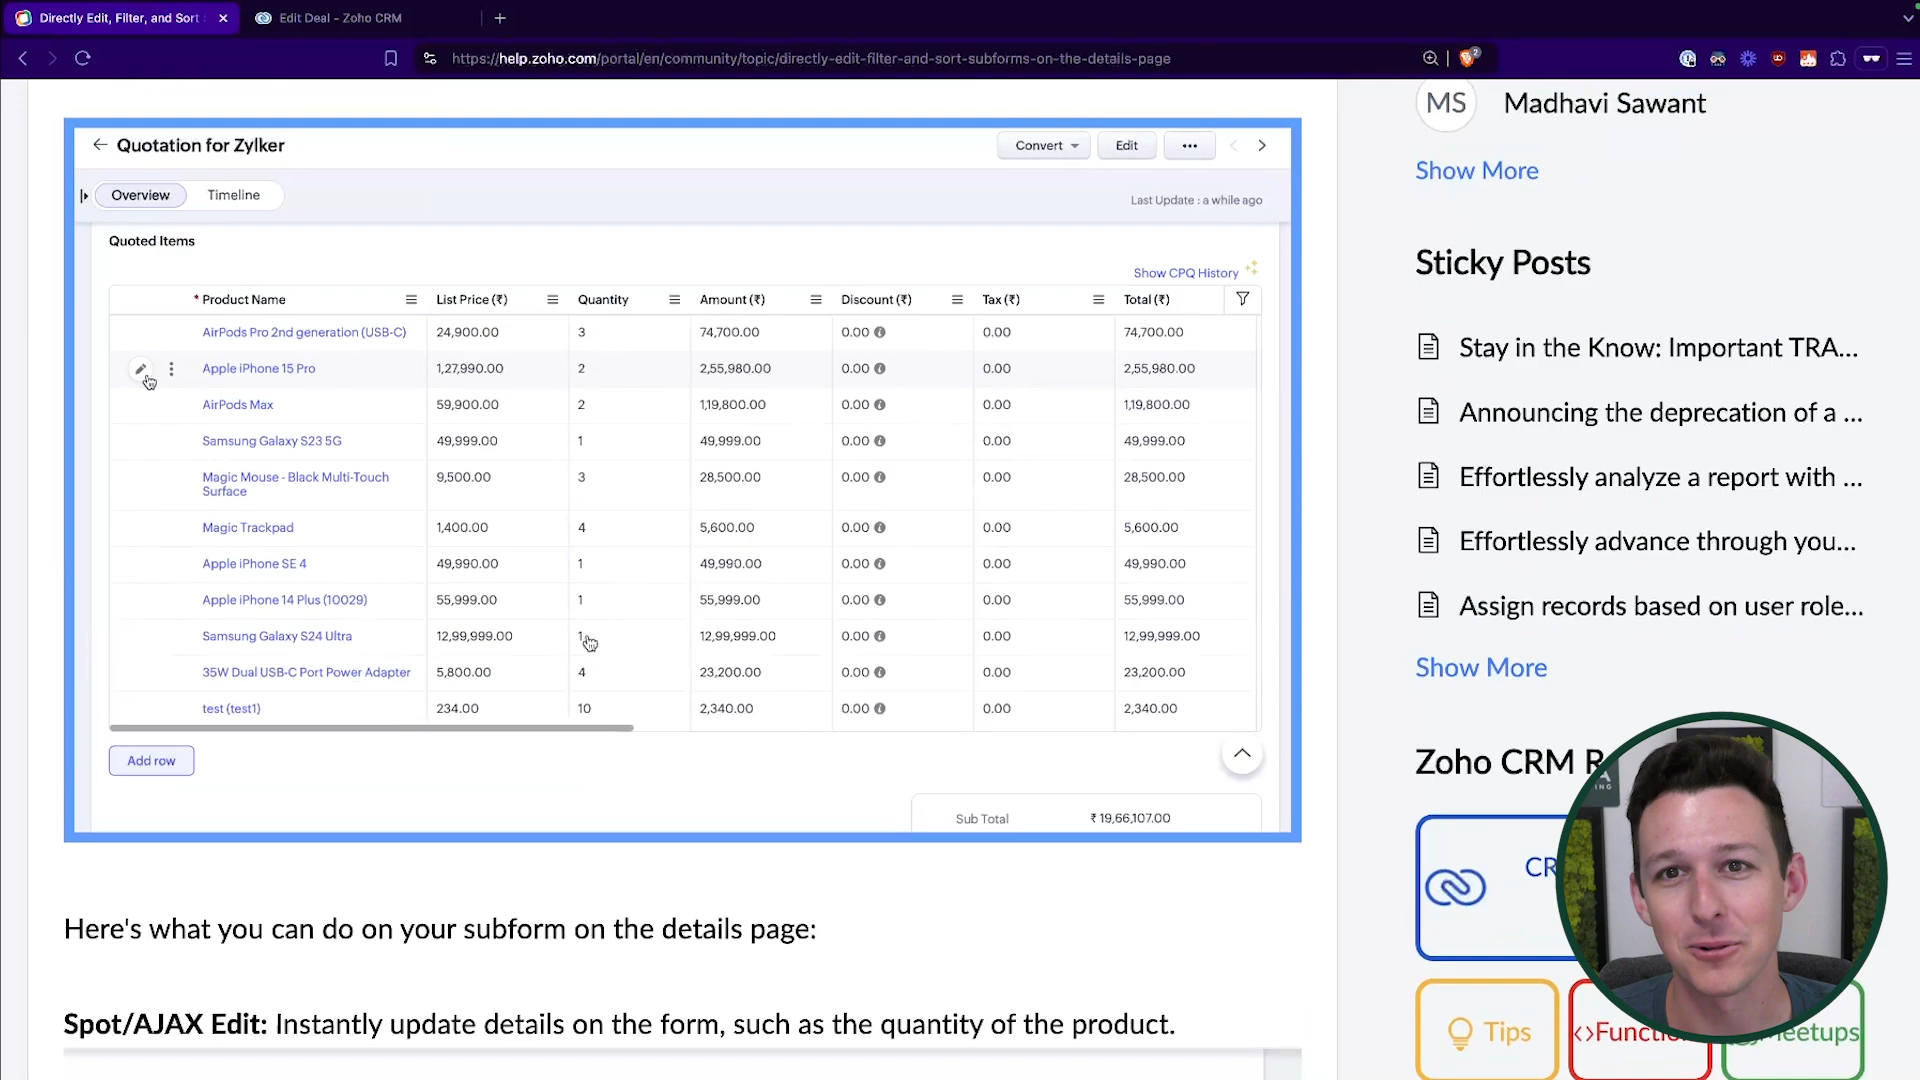 Directly Edit, Filter, and Sort
Edit Deal - Zoho CRM
https://help.zoho.com/portal/en/community/topic/directly-edit-filter-and-sort-subforms-on-the-details-page
2
Quotation for Zylker
Convert
Edit
Overview
Timeline
Last Update : a while ago
Quoted Items
Show CPQ History
* Product Name List Price (₹) Quantity Amount (₹) Discount (₹) Tax (₹) Total (₹)
AirPods Pro 2nd generation (USB-C) 24,900.00 3 74,700.00 0.00 0.00 74,700.00
Apple iPhone 15 Pro 1,27,990.00 2 2,55,980.00 0.00 0.00 2,55,980.00
AirPods Max 59,900.00 2 1,19,800.00 0.00 0.00 1,19,800.00
Samsung Galaxy S23 5G 49,999.00 1 49,999.00 0.00 0.00 49,999.00
Magic Mouse - Black Multi-Touch 9,500.00 3 28,500.00 0.00 0.00 28,500.00
Surface
Magic Trackpad 1,400.00 4 5,600.00 0.00 0.00 5,600.00
Apple iPhone SE 4 49,990.00 1 49,990.00 0.00 0.00 49,990.00
Apple iPhone 14 Plus (10029) 55,999.00 1 55,999.00 0.00 0.00 55,999.00
Samsung Galaxy S24 Ultra 12,99,999.00 1 12,99,999.00 0.00 0.00 12,99,999.00
35W Dual USB-C Port Power Adapter 5,800.00 4 23,200.00 0.00 0.00 23,200.00
test (test1) 234.00 10 2,340.00 0.00 0.00 2,340.00
Add row
Sub Total ₹ 19,66,107.00
Here's what you can do on your subform on the details page:
Spot/AJAX Edit: Instantly update details on the form, such as the quantity of the product.
MS Madhavi Sawant
Show More
Sticky Posts
Stay in the Know: Important TRA...
Announcing the deprecation of a ...
Effortlessly analyze a report with ...
Effortlessly advance through you...
Assign records based on user role...
Show More
Zoho CRM R
CR
Tips
<>Functio
eetups